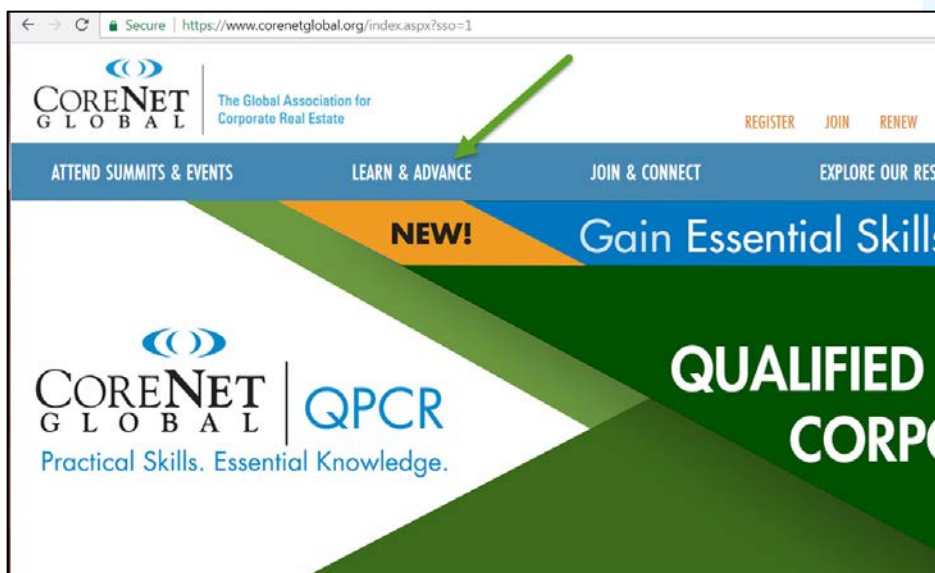 Secure | https://www.corenetglobal.org/index.aspx?sso=1
CORENET
GLOBAL
The Global Association for
Corporate Real Estate
REGISTER JOIN RENEW
ATTEND SUMMITS & EVENTS LEARN & ADVANCE JOIN & CONNECT EXPLORE OUR RES
NEW! Gain Essential Skills
CORENET
GLOBAL
QPCR
Practical Skills. Essential Knowledge.
QUALIFIED
CORPO